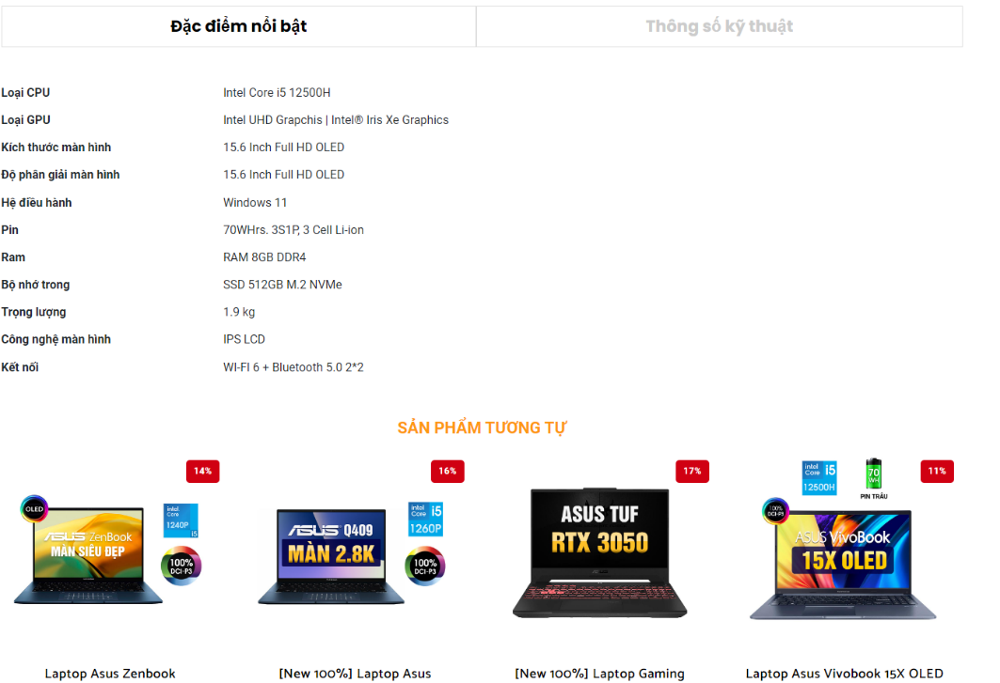 Đặc điểm nổi bật
Thông số kỹ thuật
Loại CPU Intel Core i5 12500H
Loại GPU Intel UHD Grapchis | Intel® Iris Xe Graphics
Kích thước màn hình 15.6 Inch Full HD OLED
Độ phân giải màn hình 15.6 Inch Full HD OLED
Hệ điều hành Windows 11
Pin 70WHrs. 3S1P, 3 Cell Li-ion
Ram RAM 8GB DDR4
Bộ nhớ trong SSD 512GB M.2 NVMe
Trọng lượng 1.9 kg
Công nghệ màn hình IPS LCD
Kết nối WI-FI 6 + Bluetooth 5.0 2*2
SẢN PHẨM TƯƠNG TỰ
14%
OLED
intel
Core
1240P
i5
ASUS ZenBook
MÀN SIÊU ĐẸP
100%
DCI-P3
Laptop Asus Zenbook
16%
intel
Core i5
1260P
ASUS Q409
MÀN 2.8K
100%
DCI-P3
[New 100%] Laptop Asus
17%
ASUS TUF
RTX 3050
[New 100%] Laptop Gaming
11%
intel
Core i5
12500H
70
WH
PIN TRÂU
100%
DCI-P3
ASUS VivoBook
15X OLED
Laptop Asus Vivobook 15X OLED